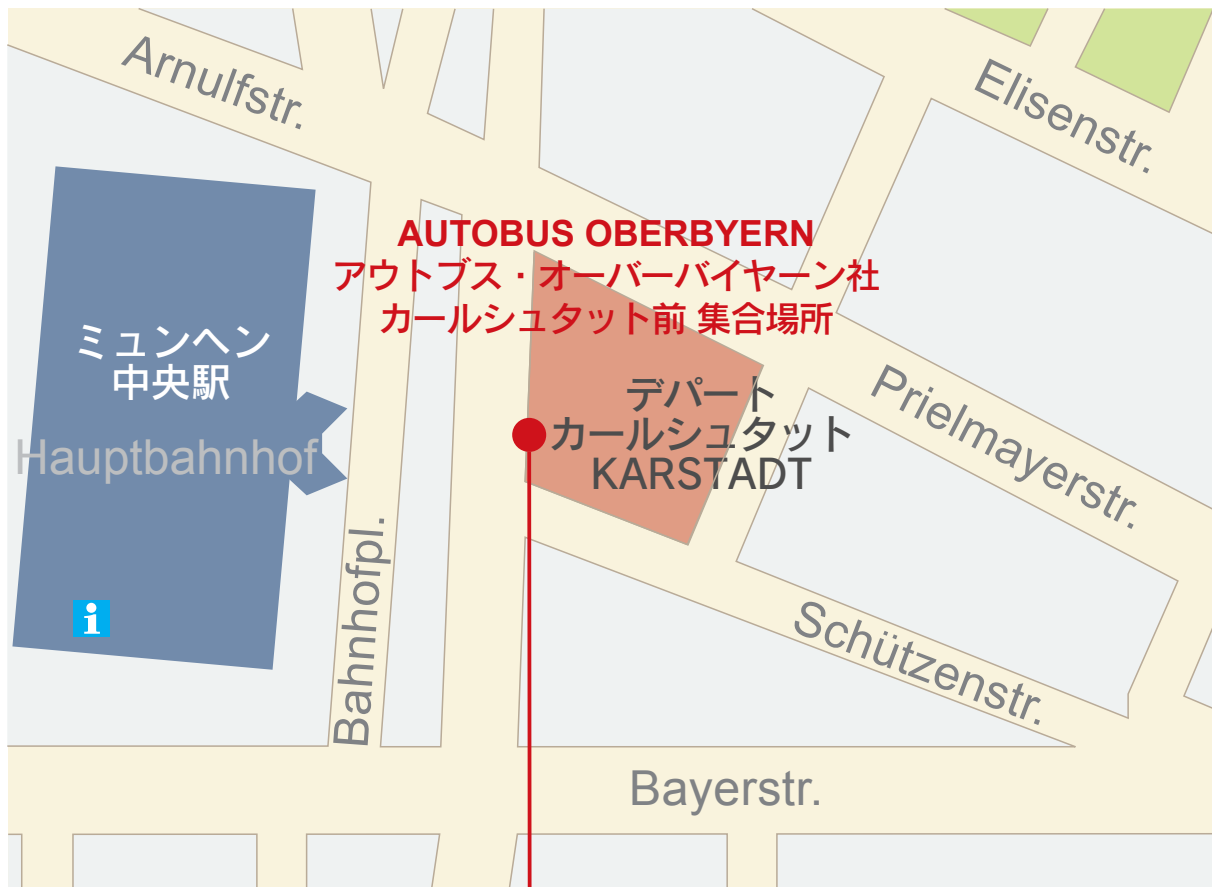 Arnulfstr.
Elisenstr.
AUTOBUS OBERBYERN
アウトブス・オーバーバイヤーン社
カールシュタット前 集合場所
ミュンヘン
中央駅
Hauptbahnhof
デパート
カールシュタット
KARSTADT
Prielmayerstr.
Bahnhofpl.
i
Schützenstr.
Bayerstr.